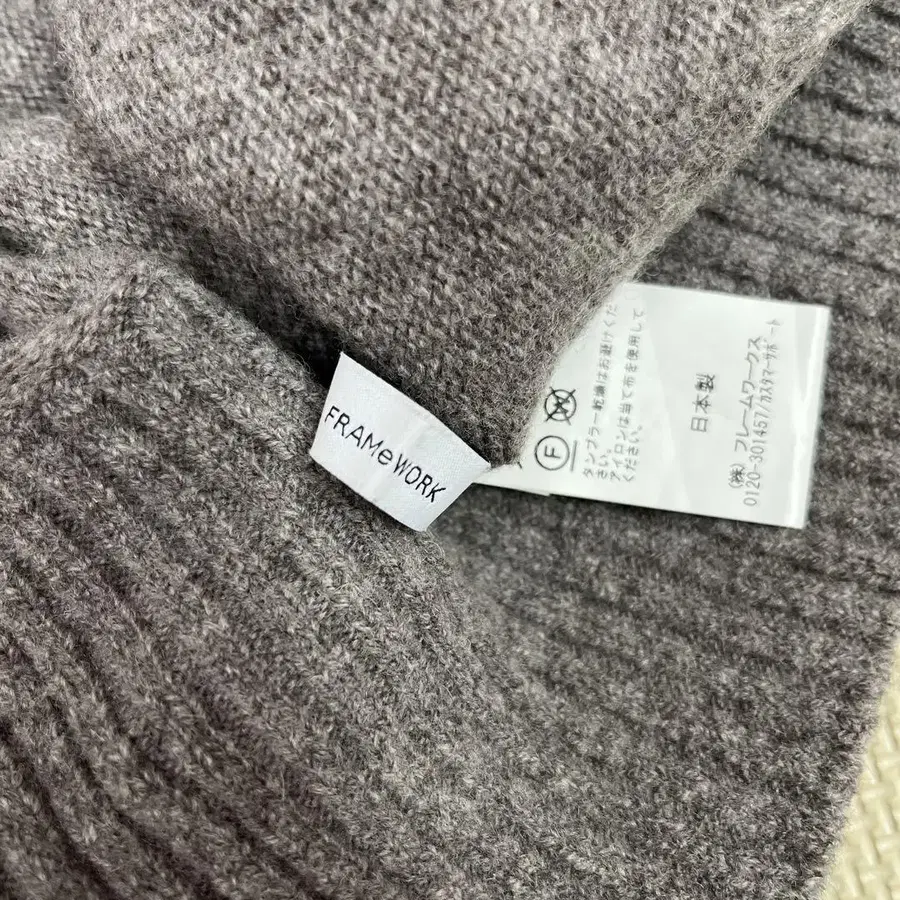 FRAMeWORK
W
F
タンブラー乾燥はお避けくだ
さい。
アイロンは当て布を使用して
ください。
日本製
(株)フレームワークス
0120-301457/カスタマーサポート